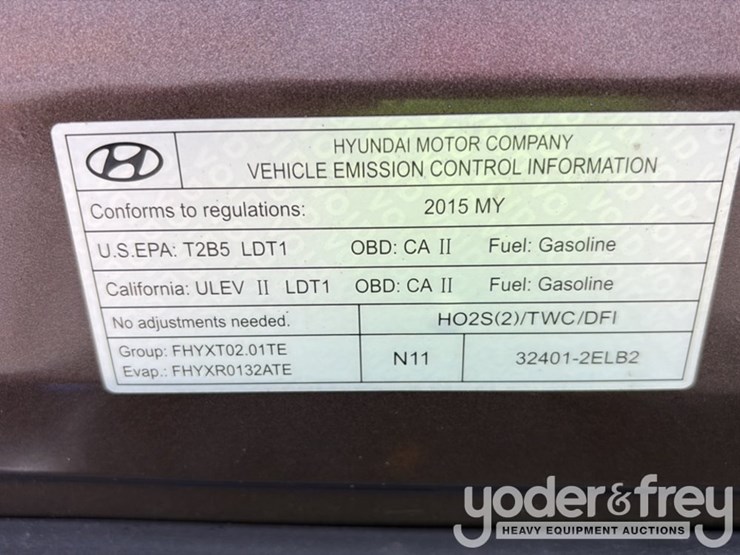 HYUNDAI MOTOR COMPANY
VEHICLE EMISSION CONTROL INFORMATION
Conforms to regulations: 2015 MY
U.S.EPA: T2B5 LDT1 OBD: CA II Fuel: Gasoline
California: ULEV II LDT1 OBD: CA II Fuel: Gasoline
No adjustments needed. HO2S(2)/TWC/DFI
Group: FHYXT02.01TE
Evap.: FHYXR0132ATE
N11 32401-2ELB2
yoder&frey
HEAVY EQUIPMENT AUCTIONS